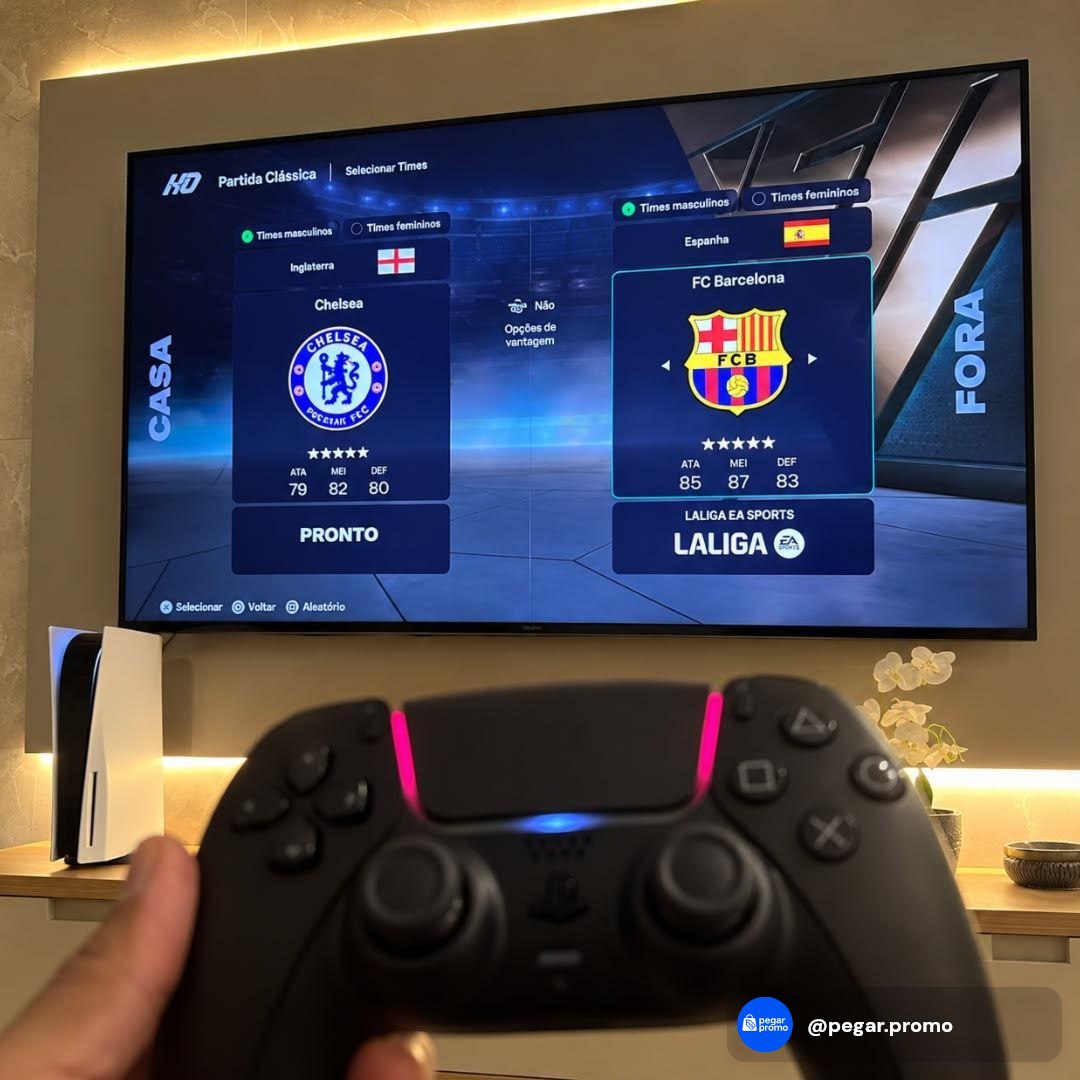 Partida Clássica
Selecionar Times
Times masculinos
Times femininos
Inglaterra
Chelsea
CHELSEA
★★★★★
ATA MEI DEF
79 82 80
PRONTO
CASA
Não
Opções de
vantagem
Times masculinos
Times femininos
Espanha
FC Barcelona
FCB
★★★★★
ATA MEI DEF
85 87 83
LALIGA EA SPORTS
LALIGA
EA
SPORTS
FORA
Selecionar
Voltar
Aleatório
pegar
promo
@pegar.promo